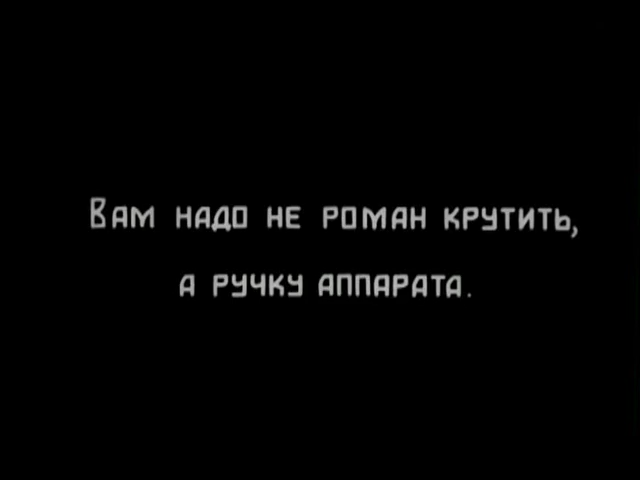 Вам надо не роман крутить,
а ручку аппарата.